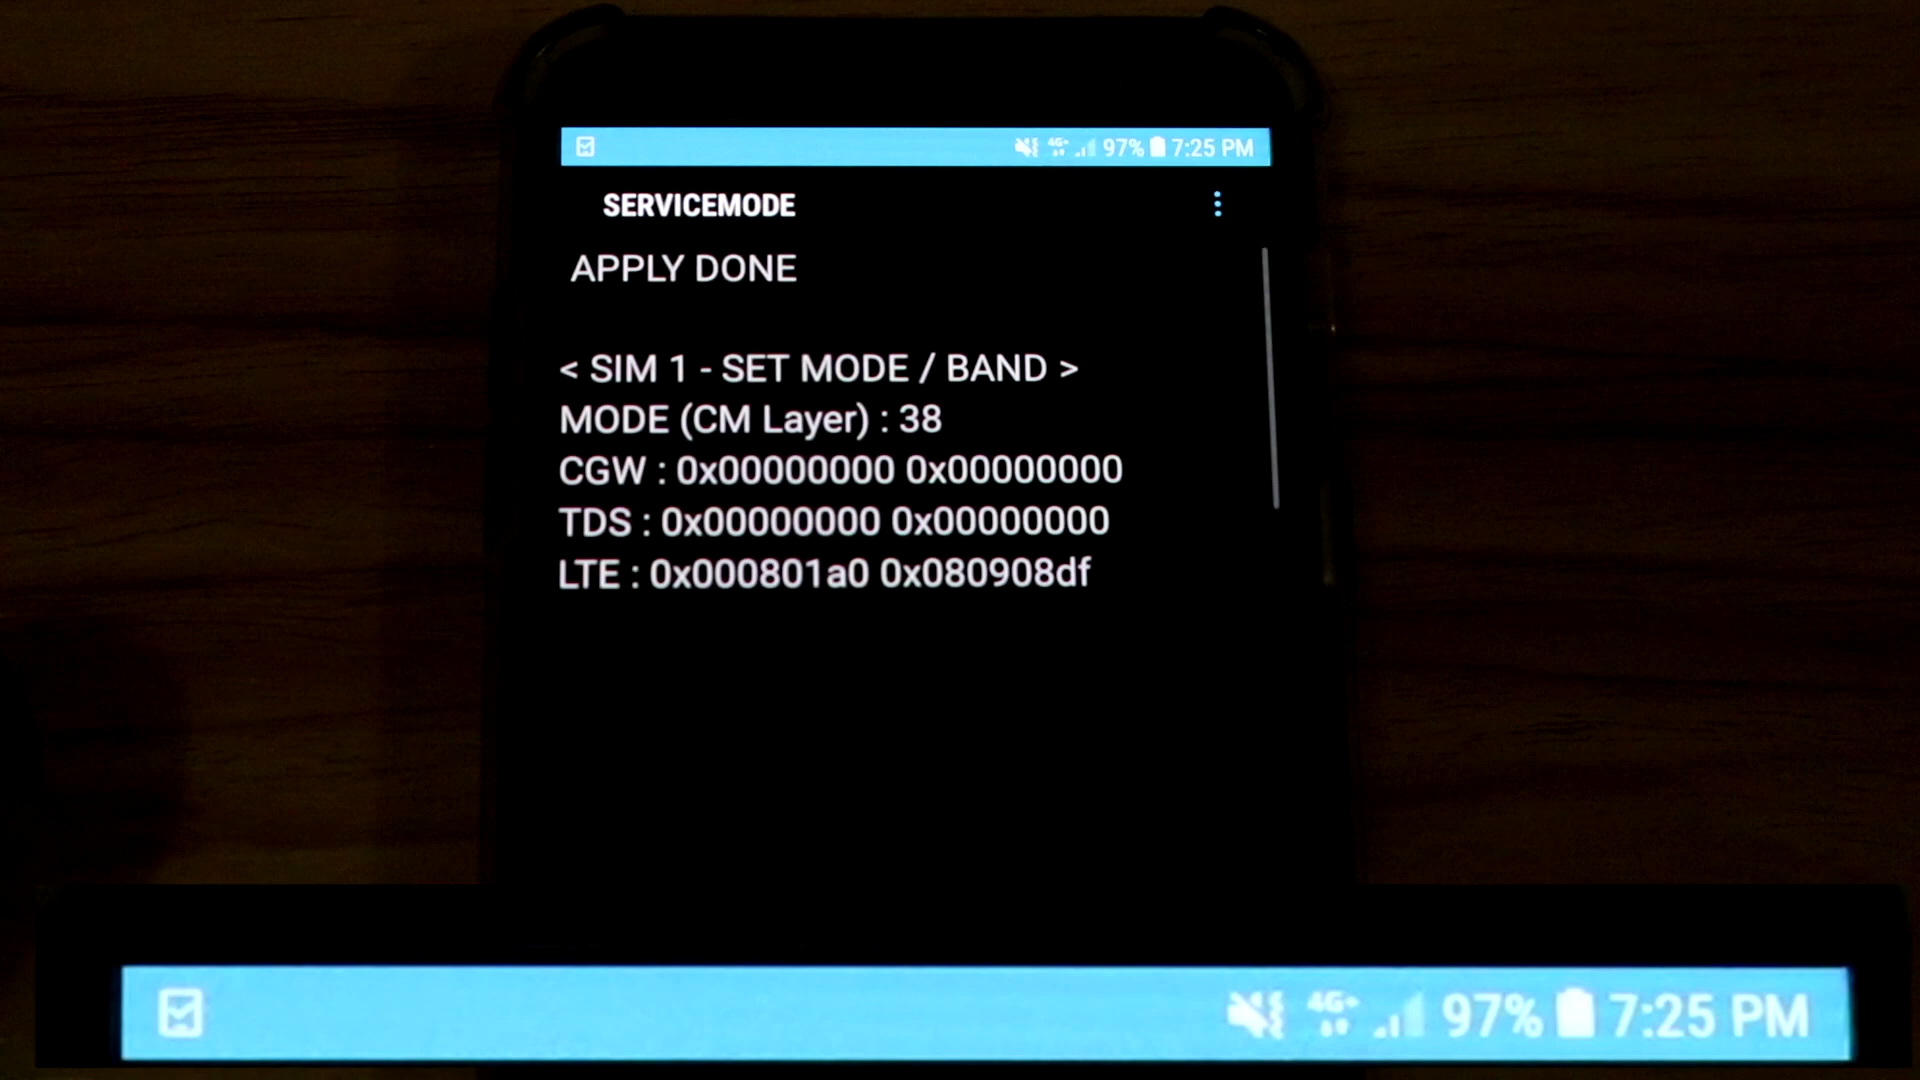 4G+ 97% 7:25 PM
SERVICEMODE
APPLY DONE
< SIM 1 - SET MODE / BAND >
MODE (CM Layer) : 38
CGW : 0x00000000 0x00000000
TDS : 0x00000000 0x00000000
LTE : 0x000801a0 0x080908df
4G+ 97% 7:25 PM